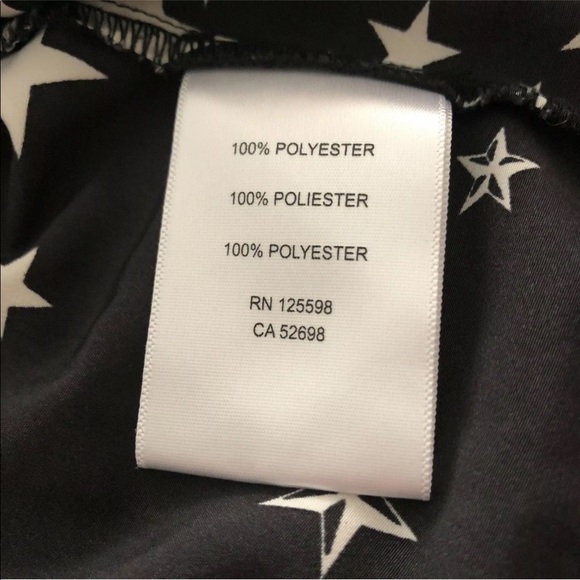 100% POLYESTER
100% POLIESTER
100% POLYESTER
RN 125598
CA 52698